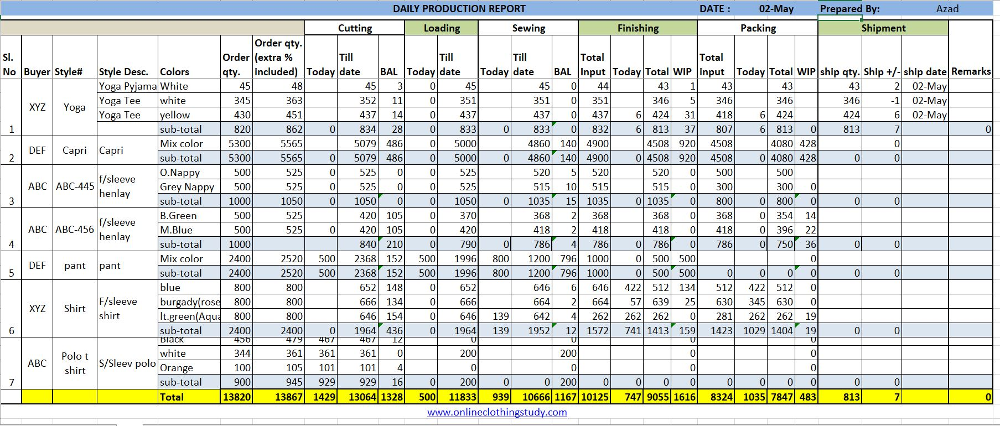 DAILY PRODUCTION REPORT DATE : 02-May Prepared By: Azad
Cutting Loading Sewing Finishing Packing Shipment
Sl. No Buyer Style# Style Desc. Colors Order qty. Order qty. (extra % included) Today Till date BAL Today Till date Today Till date BAL Total Input Today Total WIP Total input Today Total WIP ship qty. Ship +/- ship date Remarks
1 XYZ Yoga Yoga Pyjama White 45 48 45 3 0 45 45 0 44 43 1 43 43 43 2 02-May
Yoga Tee white 345 363 352 11 0 351 351 0 351 346 5 346 346 346 -1 02-May
Yoga Tee yellow 430 451 437 14 0 437 437 0 437 6 424 31 418 6 424 424 6 02-May
sub-total 820 862 0 834 28 0 833 0 833 0 832 6 813 37 807 6 813 0 813 7 0
2 DEF Capri Capri Mix color 5300 5565 5079 486 0 5000 4860 140 4900 4508 920 4508 4080 428 0
sub-total 5300 5565 0 5079 486 0 5000 0 4860 140 4900 0 4508 920 4508 0 4080 428 0 0
3 ABC ABC-445 f/sleeve henlay O.Nappy 500 525 0 525 0 0 525 520 5 520 520 0 500 500
Grey Nappy 500 525 0 525 0 0 525 515 10 515 515 0 300 300 0
sub-total 1000 1050 0 1050 0 0 1050 0 1035 15 1035 0 1035 0 800 0 800 0 0 0
4 ABC ABC-456 f/sleeve henlay B.Green 500 525 420 105 0 370 368 2 368 368 0 368 0 354 14
M.Blue 500 525 0 420 105 0 420 418 2 418 418 0 418 0 396 22
sub-total 1000 840 210 0 790 0 786 4 786 0 786 0 786 0 750 36 0 0
5 DEF pant pant Mix color 2400 2520 500 2368 152 500 1996 800 1200 796 1000 0 500 500 0
sub-total 2400 2520 500 2368 152 500 1996 800 1200 796 1000 0 500 500 0 0 0 0 0 0
6 XYZ Shirt F/sleeve shirt blue 800 800 652 148 0 652 646 6 646 422 512 134 512 422 512 0
burgady(rose 800 800 666 134 0 666 664 2 664 57 639 25 630 345 630 0
lt.green(Aqua 800 800 646 154 0 646 139 642 4 262 262 262 0 281 262 262 19
sub-total 2400 2400 0 1964 436 0 1964 139 1952 12 1572 741 1413 159 1423 1029 1404 19 0 0
7 ABC Polo t shirt S/Sleev polo Black 456 479 467 467 12 0 0 0 0
white 344 361 361 361 0 200 200 0 0
Orange 100 105 101 101 4 0 0 0 0
sub-total 900 945 929 929 16 0 200 0 0 200 0 0 0 0 0 0 0 0 0 0
Total 13820 13867 1429 13064 1328 500 11833 939 10666 1167 10125 747 9055 1616 8324 1035 7847 483 813 7 0
www.onlineclothingstudy.com